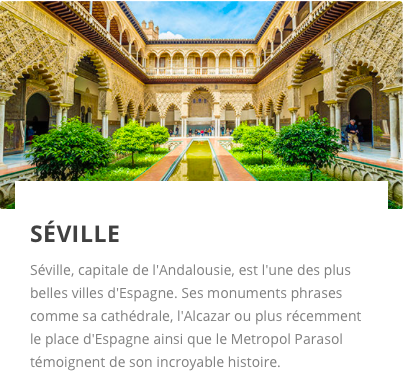 SÉVILLE
Séville, capitale de l'Andalousie, est l'une des plus
belles villes d'Espagne. Ses monuments phrases
comme sa cathédrale, l'Alcazar ou plus récemment
le place d'Espagne ainsi que le Metropol Parasol
témoignent de son incroyable histoire.